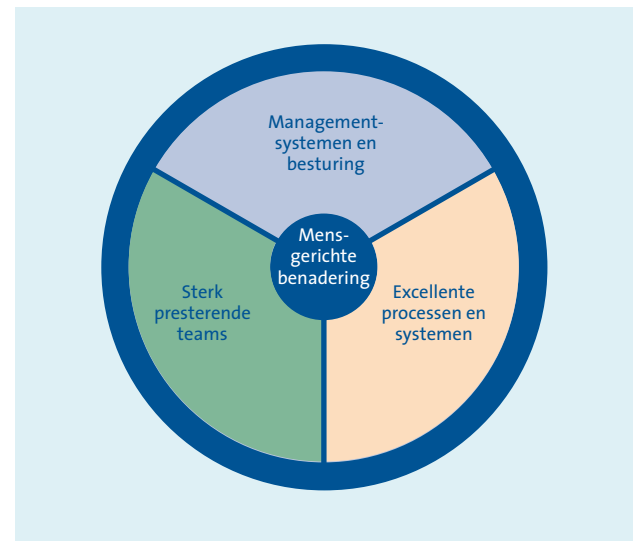 Management-
systemen en
besturing
Mens-
gerichte
benadering
Sterk
presterende
teams
Excellente
processen en
systemen